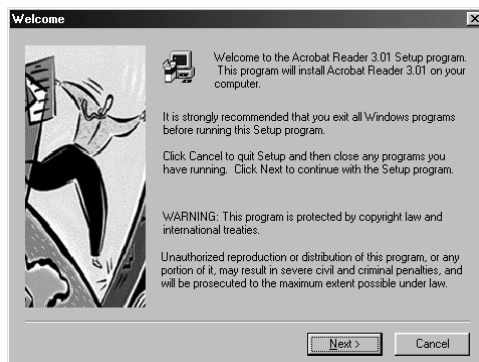 Welcome
Welcome to the Acrobat Reader 3.01 Setup program.
This program will install Acrobat Reader 3.01 on your
computer.
It is strongly recommended that you exit all Windows programs
before running this Setup program.
Click Cancel to quit Setup and then close any programs you
have running. Click Next to continue with the Setup program.
WARNING: This program is protected by copyright law and
international treaties.
Unauthorized reproduction or distribution of this program, or any
portion of it, may result in severe civil and criminal penalties, and
will be prosecuted to the maximum extent possible under law.
Next >
Cancel